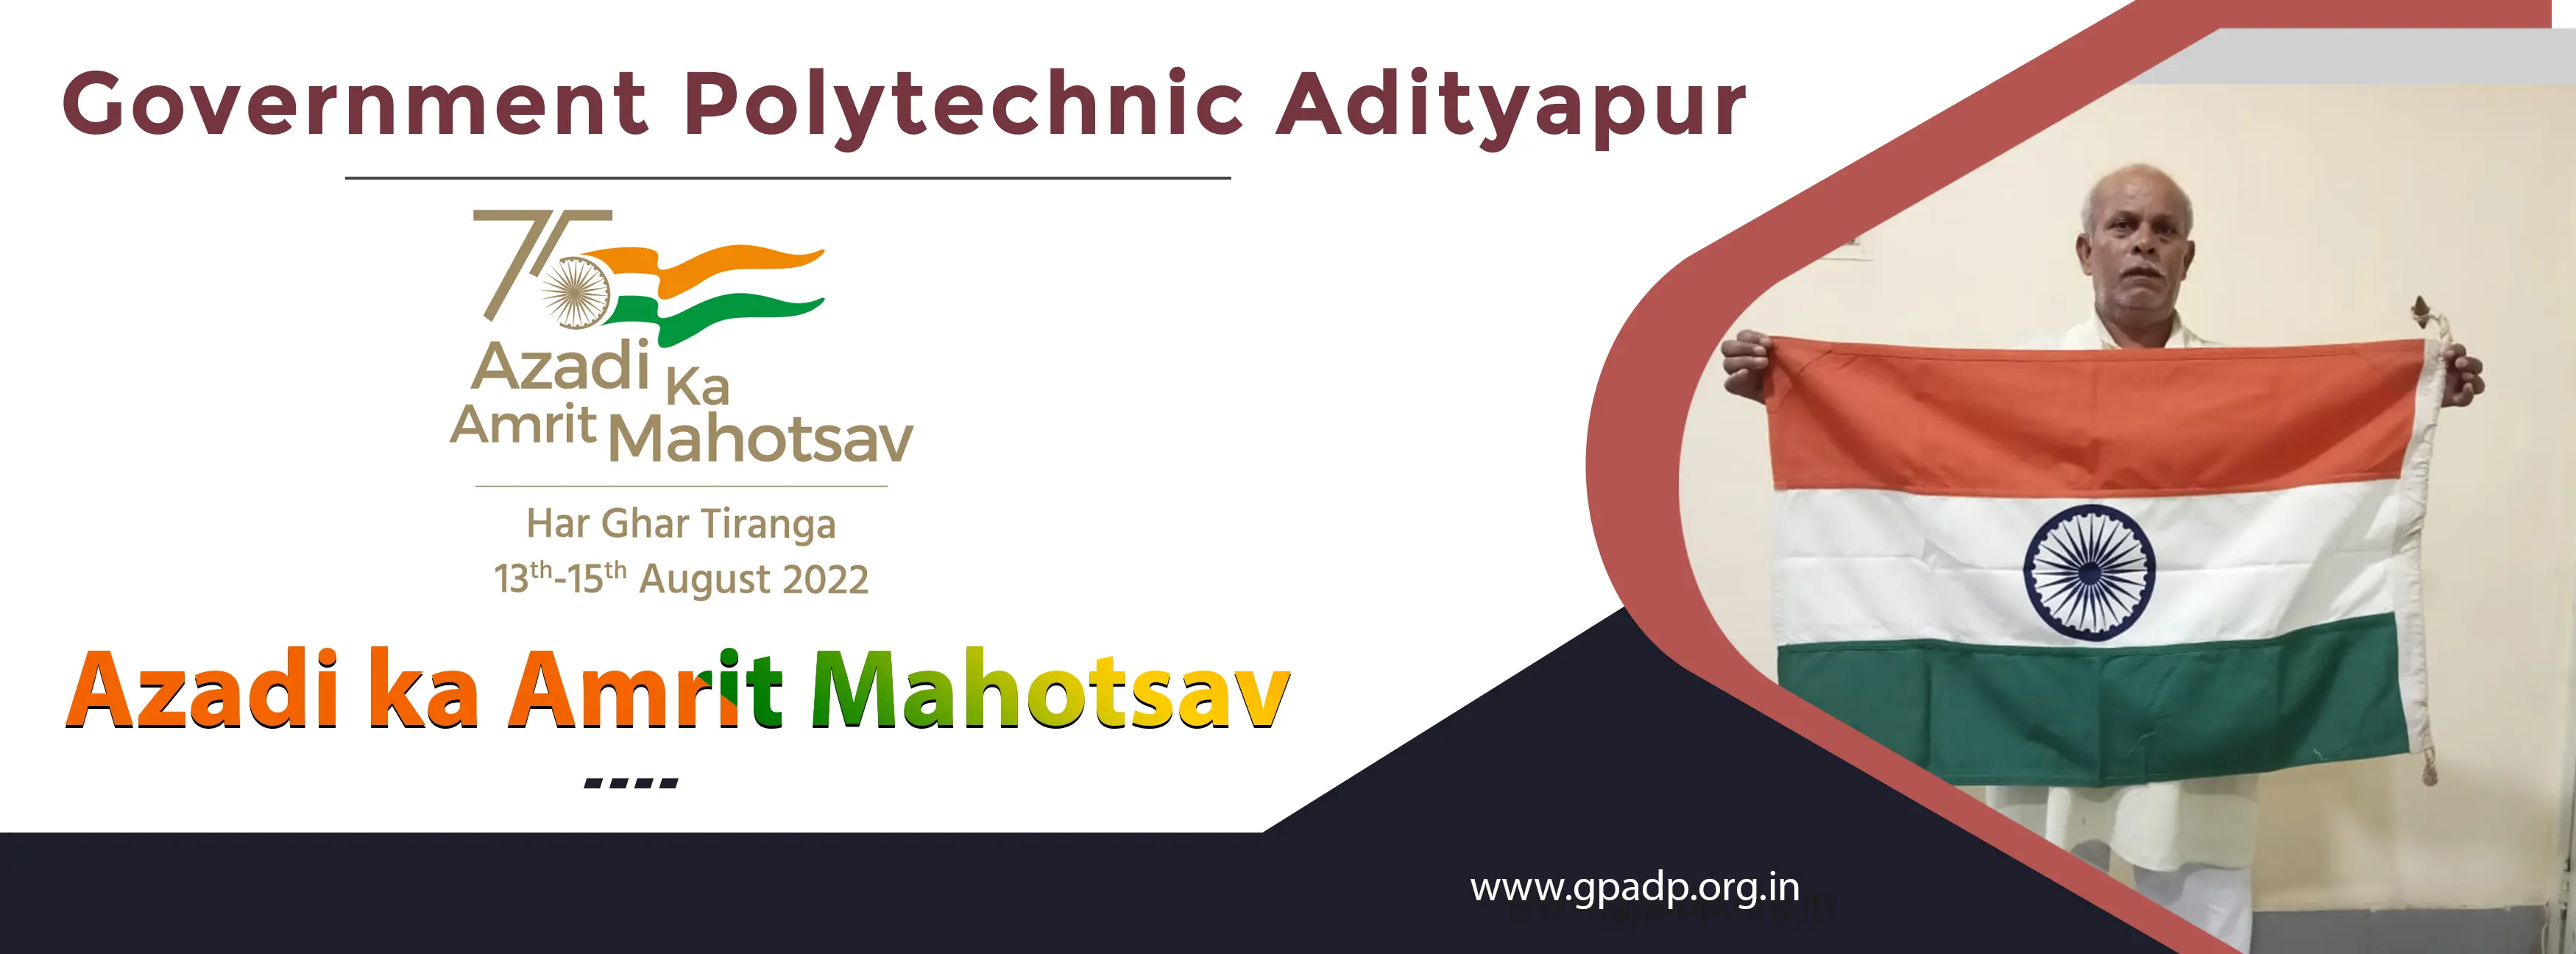 Government Polytechnic Adityapur
75
Azadi Ka
Amrit Mahotsav
Har Ghar Tiranga
13th-15th August 2022
Azadi ka Amrit Mahotsav
www.gpadp.org.in